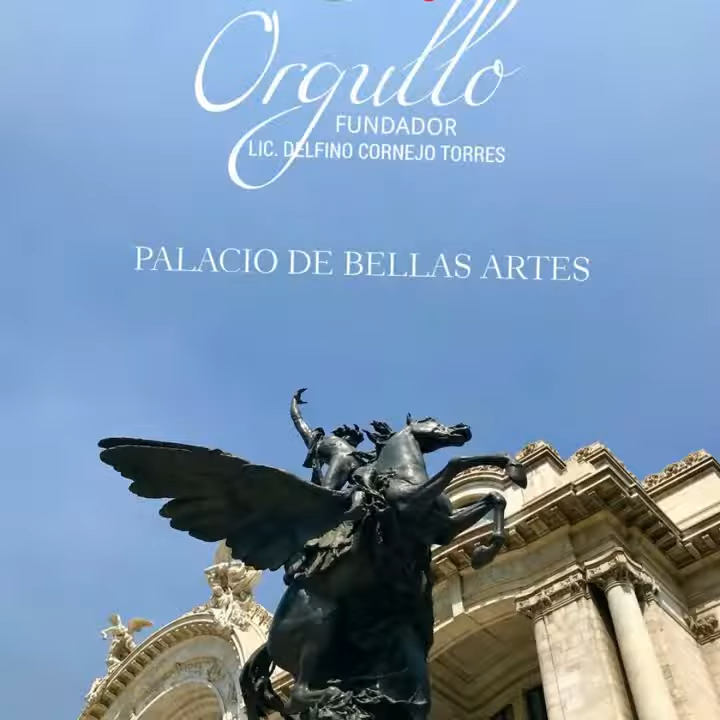 Orgullo
FUNDADOR
LIC. DELFINO CORNEJO TORRES
PALACIO DE BELLAS ARTES